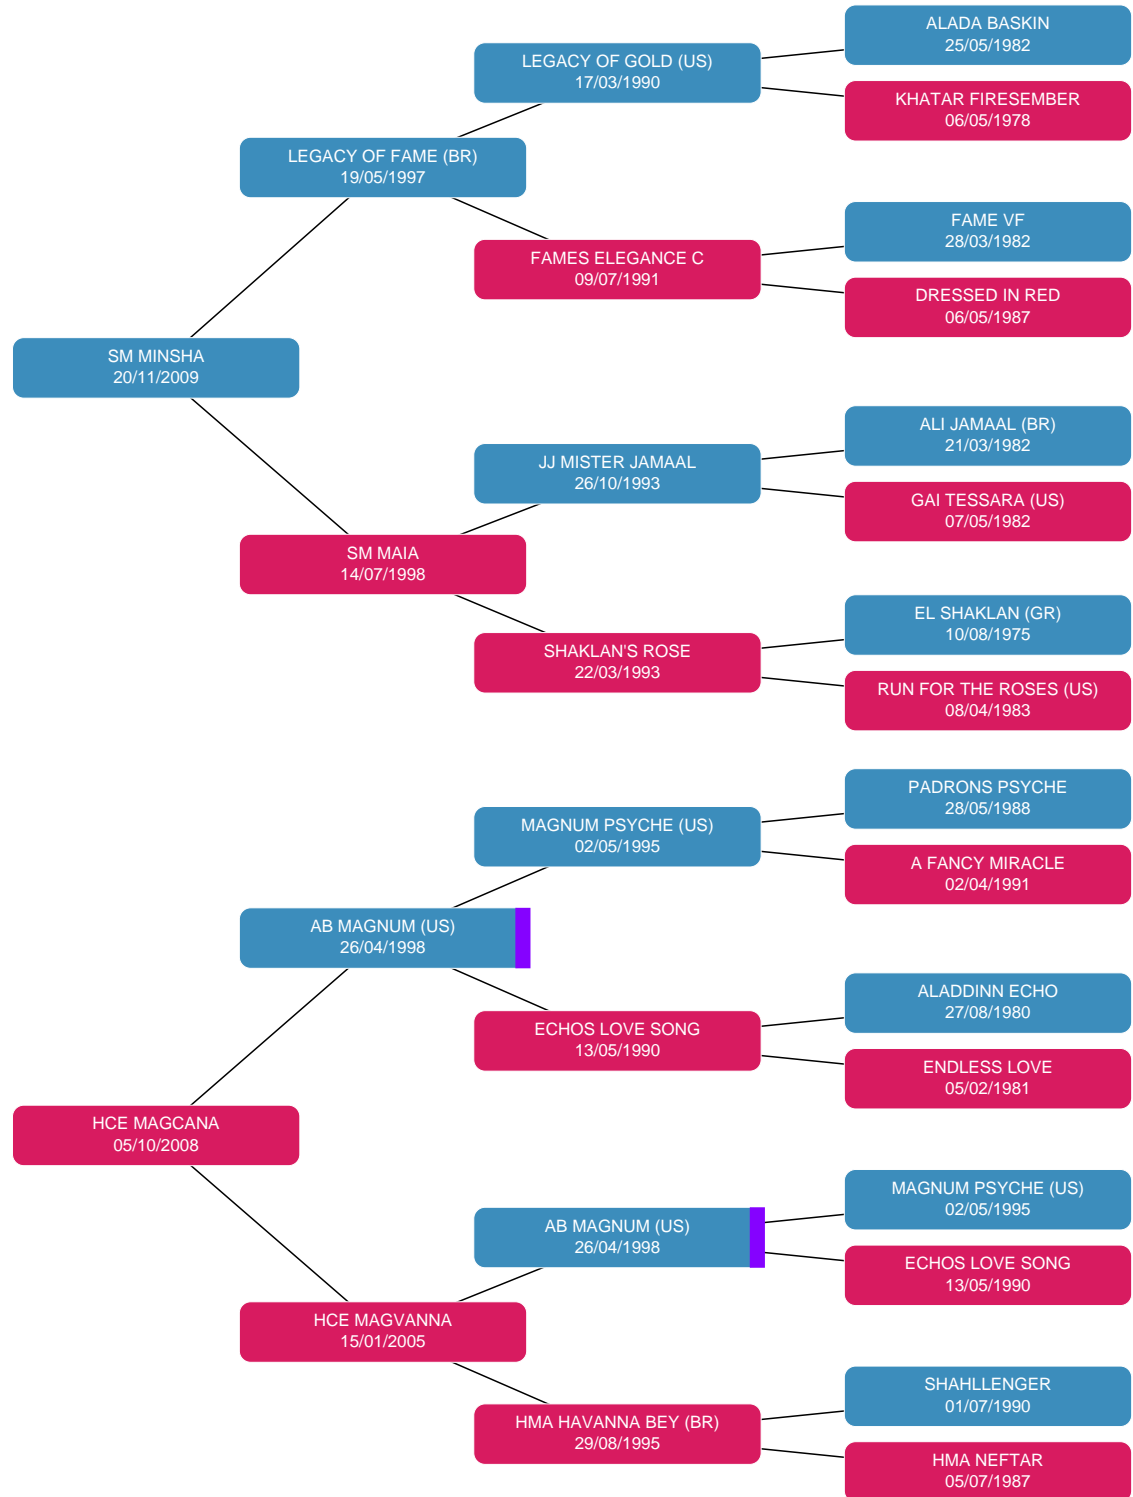 ALADA BASKIN
25/05/1982
LEGACY OF GOLD (US)
17/03/1990
KHATAR FIRESEMBER
06/05/1978
LEGACY OF FAME (BR)
19/05/1997
FAME VF
28/03/1982
FAMES ELEGANCE C
09/07/1991
DRESSED IN RED
06/05/1987
SM MINSHA
20/11/2009
ALI JAMAAL (BR)
21/03/1982
JJ MISTER JAMAAL
26/10/1993
GAI TESSARA (US)
07/05/1982
SM MAIA
14/07/1998
EL SHAKLAN (GR)
10/08/1975
SHAKLAN'S ROSE
22/03/1993
RUN FOR THE ROSES (US)
08/04/1983
PADRONS PSYCHE
28/05/1988
MAGNUM PSYCHE (US)
02/05/1995
A FANCY MIRACLE
02/04/1991
AB MAGNUM (US)
26/04/1998
ALADDINN ECHO
27/08/1980
ECHOS LOVE SONG
13/05/1990
ENDLESS LOVE
05/02/1981
HCE MAGCANA
05/10/2008
MAGNUM PSYCHE (US)
02/05/1995
AB MAGNUM (US)
26/04/1998
ECHOS LOVE SONG
13/05/1990
HCE MAGVANNA
15/01/2005
SHAHLLENGER
01/07/1990
HMA HAVANNA BEY (BR)
29/08/1995
HMA NEFTAR
05/07/1987